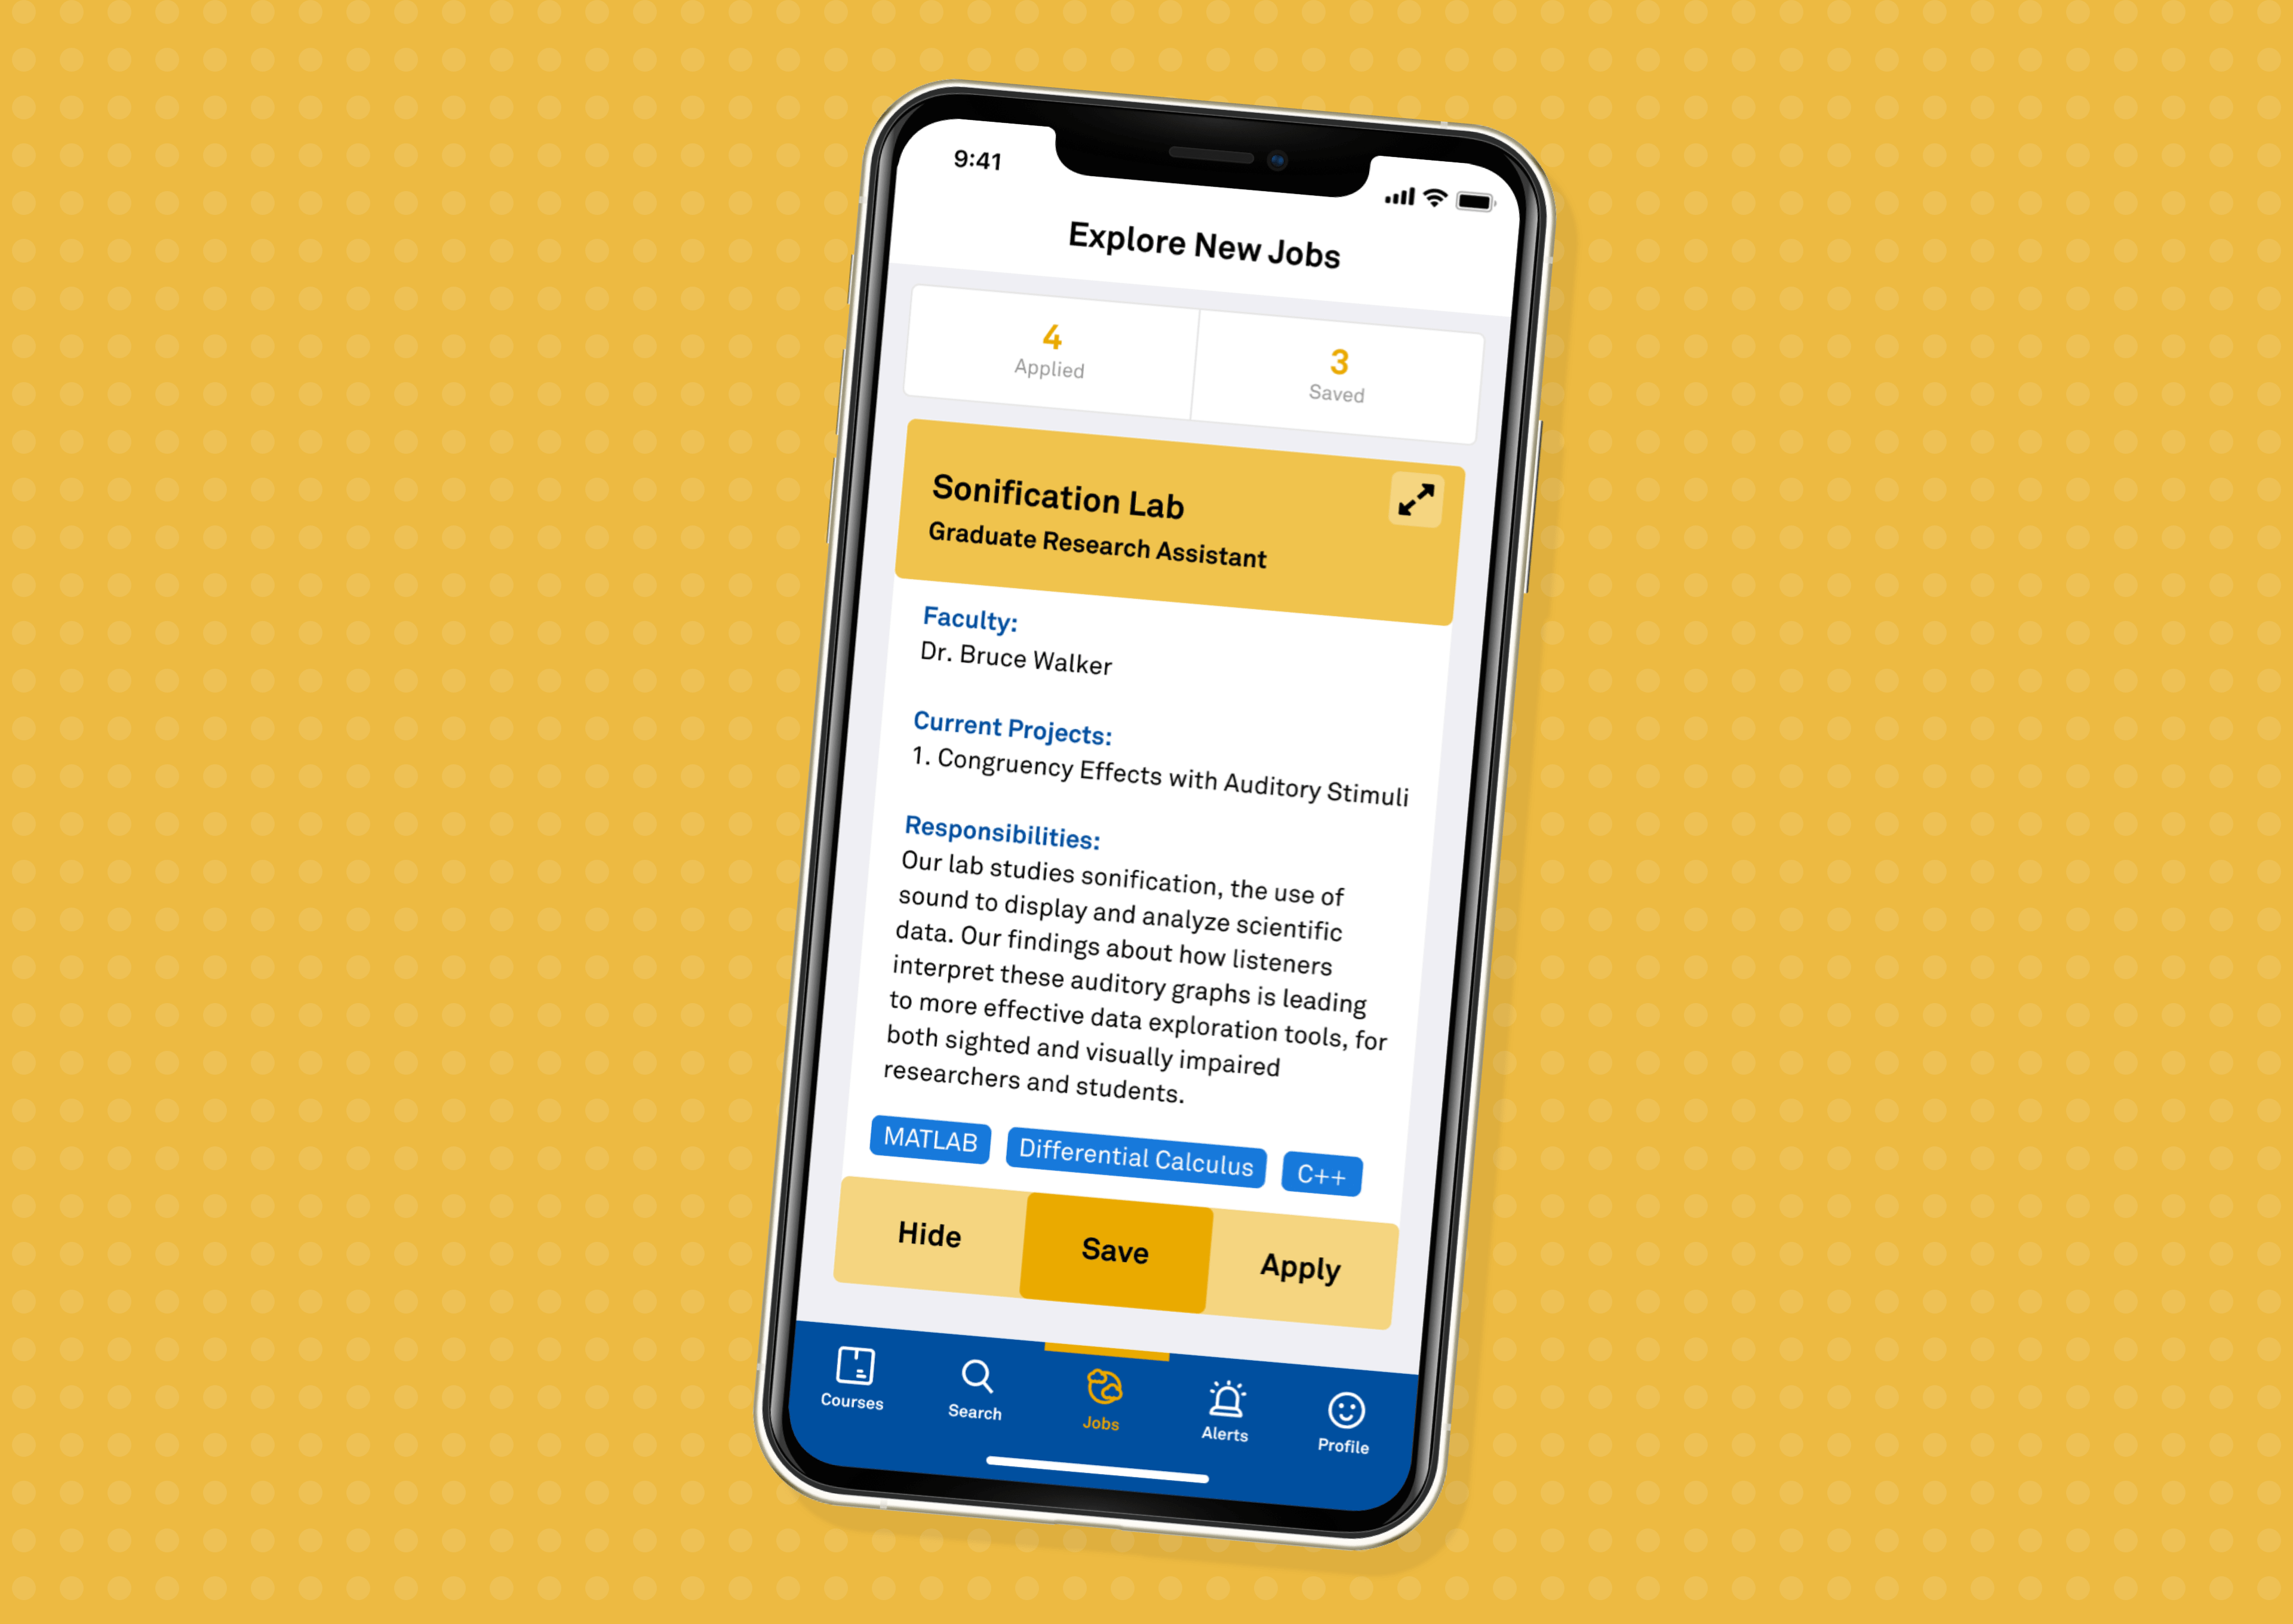 9:41
Explore New Jobs
4
Applied
3
Saved
Sonification Lab
Graduate Research Assistant
Faculty:
Dr. Bruce Walker
Current Projects:
1. Congruency Effects with Auditory Stimuli
Responsibilities:
Our lab studies sonification, the use of
sound to display and analyze scientific
data. Our findings about how listeners
interpret these auditory graphs is leading
to more effective data exploration tools, for
both sighted and visually impaired
researchers and students.
MATLAB
Differential Calculus
C++
Hide
Save
Apply
Courses
Search
Jobs
Alerts
Profile